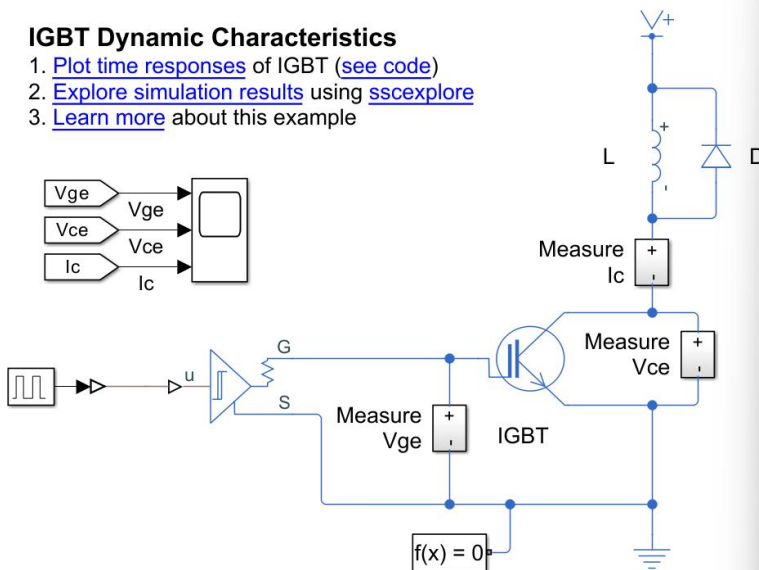 V+
IGBT Dynamic Characteristics
1. Plot time responses of IGBT (see code)
2. Explore simulation results using sscexplore
3. Learn more about this example
+
L
-
Vge
Vge
Vce
Vce
Ic
Ic
Measure
Ic
+
-
Measure
Vce
+
-
G
u
S
Measure
Vge
+
-
IGBT
f(x) = 0